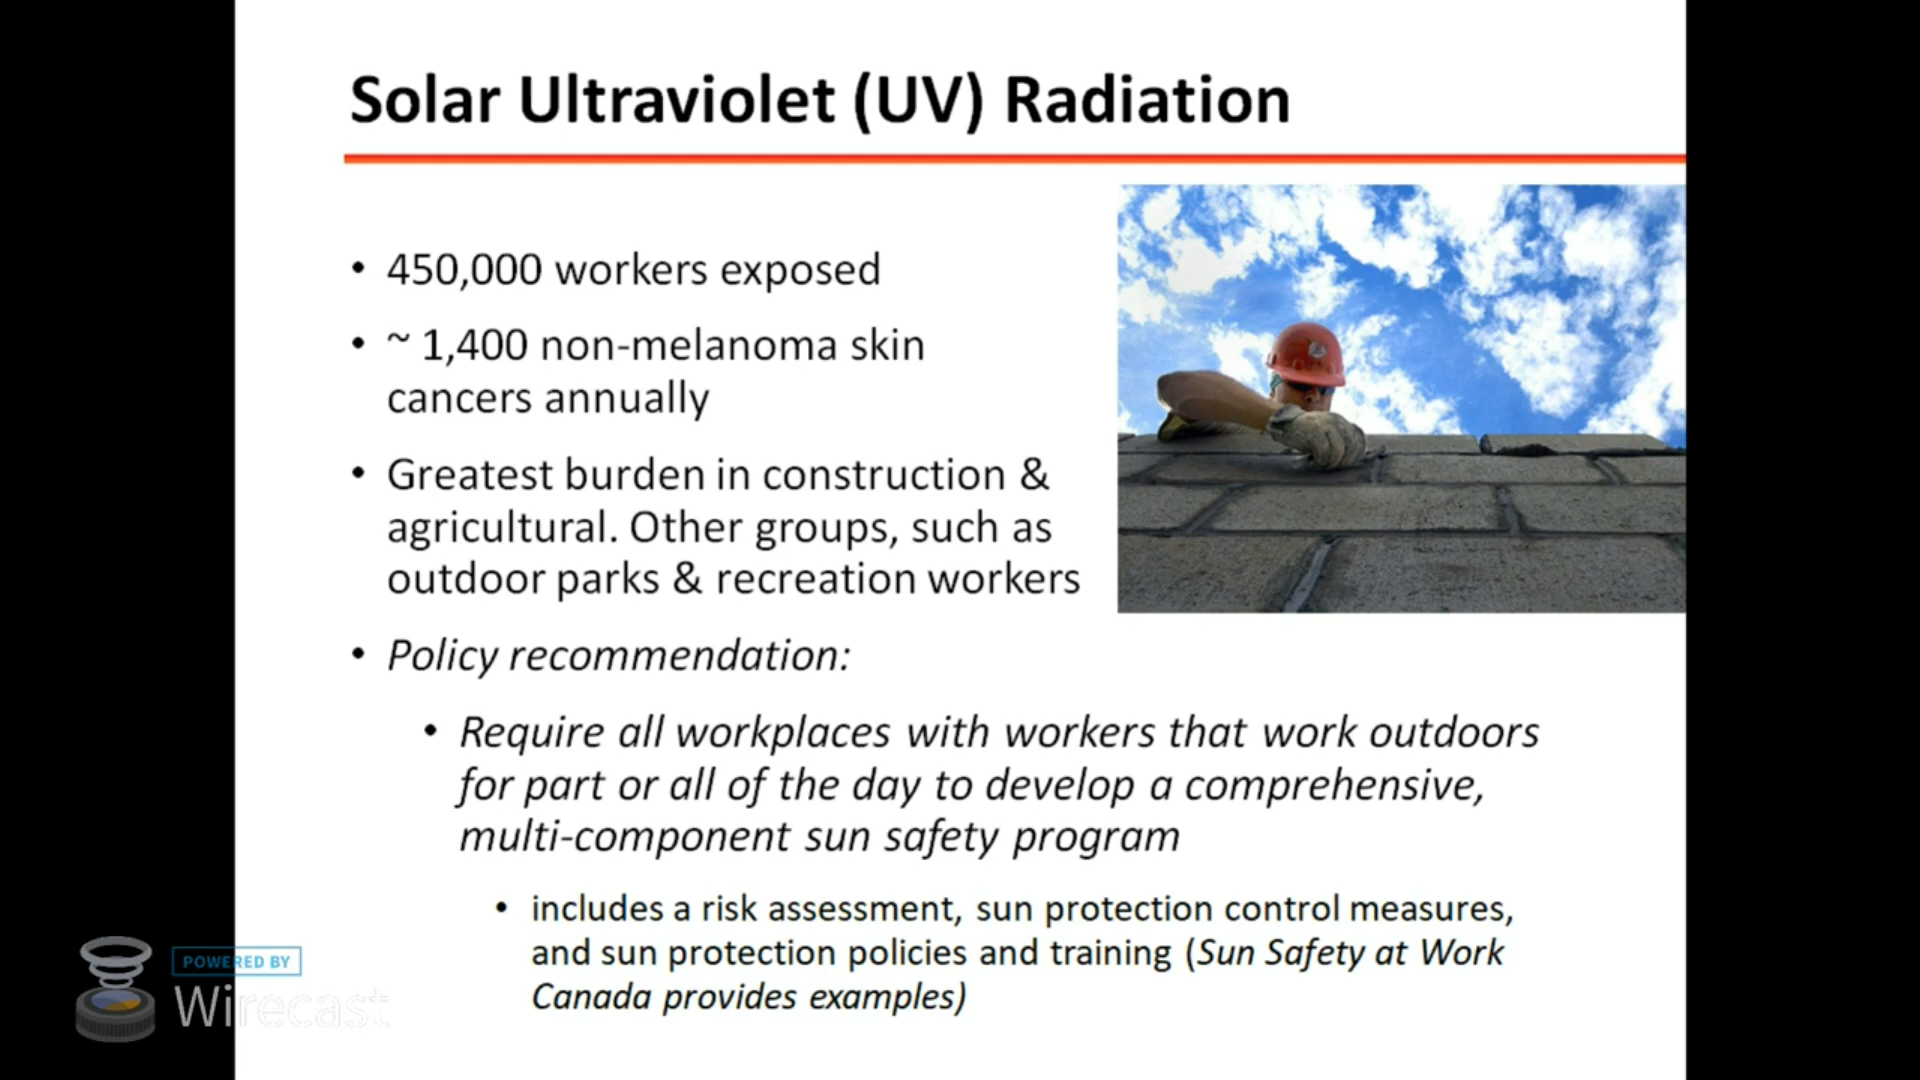 Solar Ultraviolet (UV) Radiation
• 450,000 workers exposed
• ~ 1,400 non-melanoma skin
cancers annually
• Greatest burden in construction &
agricultural. Other groups, such as
outdoor parks & recreation workers
• Policy recommendation:
• Require all workplaces with workers that work outdoors
for part or all of the day to develop a comprehensive,
multi-component sun safety program
• includes a risk assessment, sun protection control measures,
and sun protection policies and training (Sun Safety at Work
Canada provides examples)
POWERED BY
Wirecast